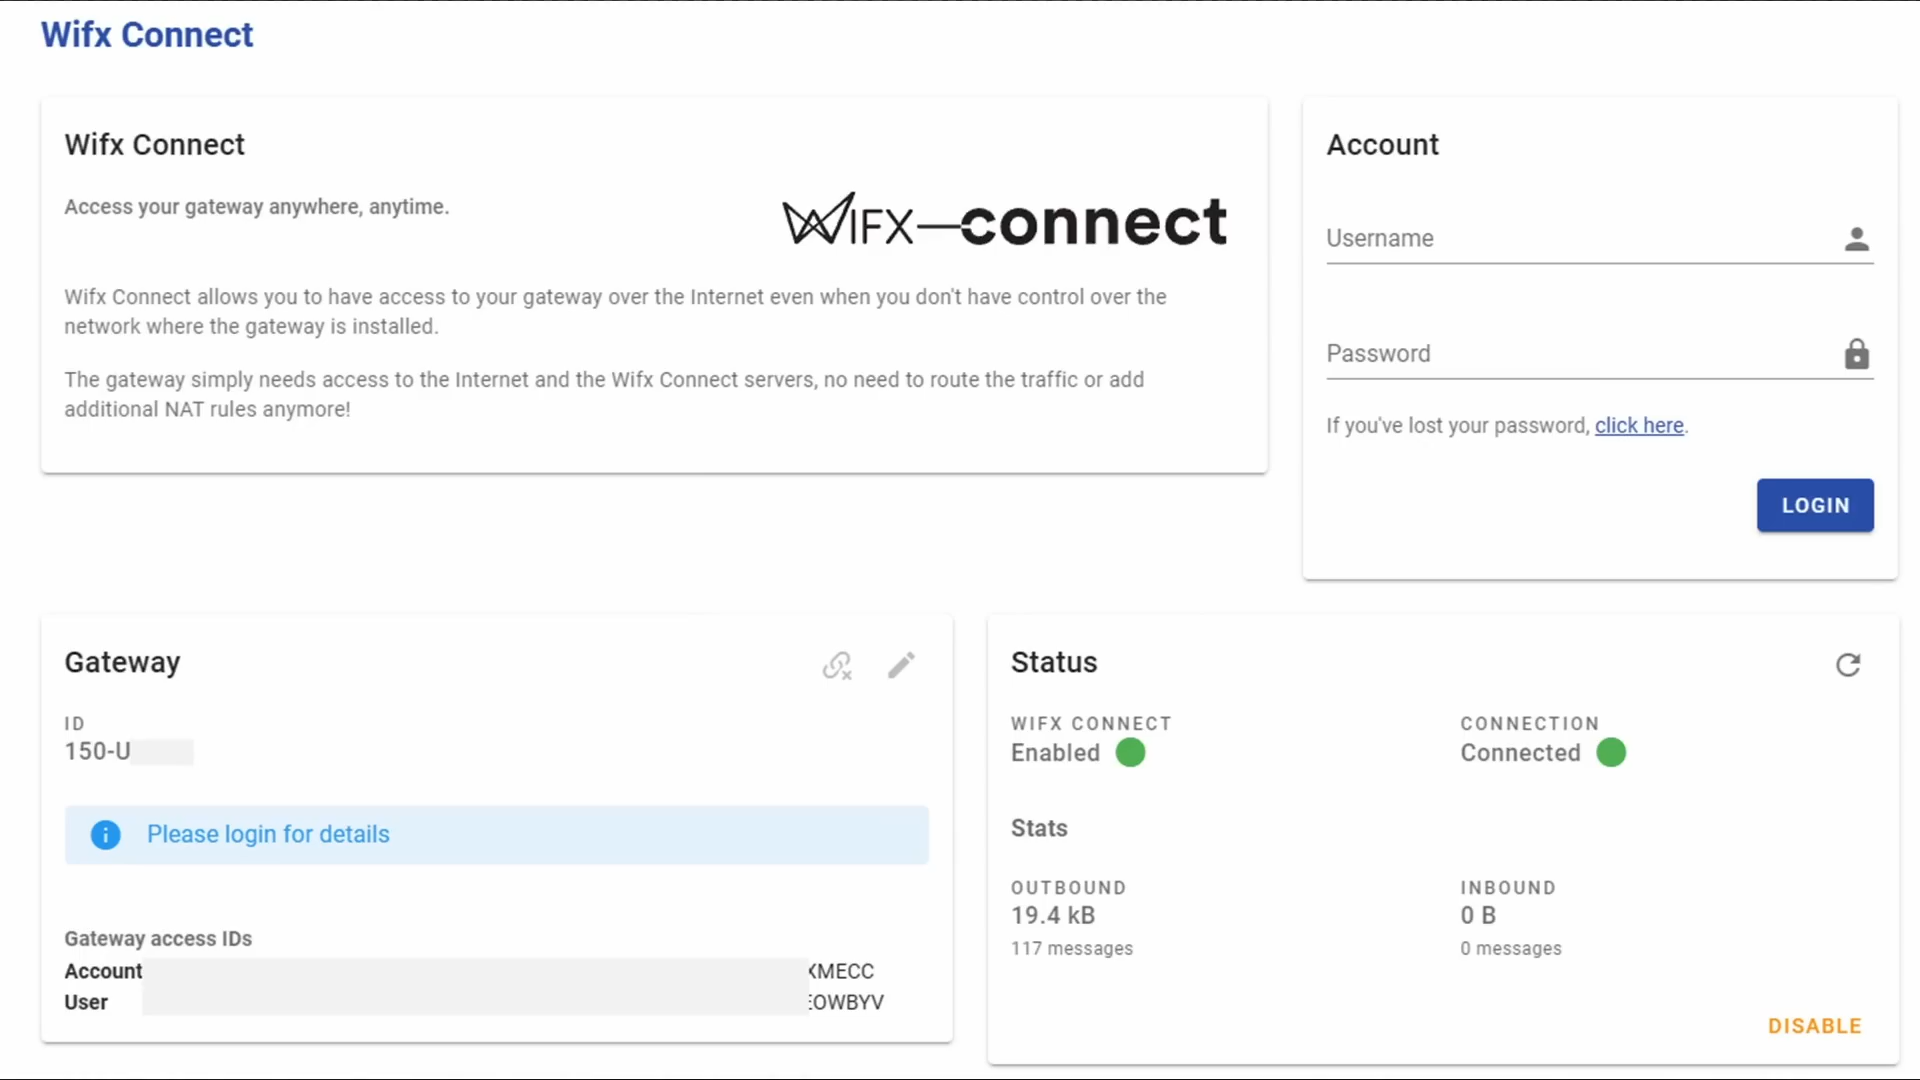 Wifx Connect
Wifx Connect
Access your gateway anywhere, anytime.
WIFX—connect
Wifx Connect allows you to have access to your gateway over the Internet even when you don't have control over the
network where the gateway is installed.
The gateway simply needs access to the Internet and the Wifx Connect servers, no need to route the traffic or add
additional NAT rules anymore!
Account
Username
Password
If you've lost your password, click here.
LOGIN
Gateway
ID
150-U
Please login for details
Gateway access IDs
Account XMECC
User EOWBYV
Status
WIFX CONNECT
Enabled
CONNECTION
Connected
Stats
OUTBOUND
19.4 kB
117 messages
INBOUND
0 B
0 messages
DISABLE